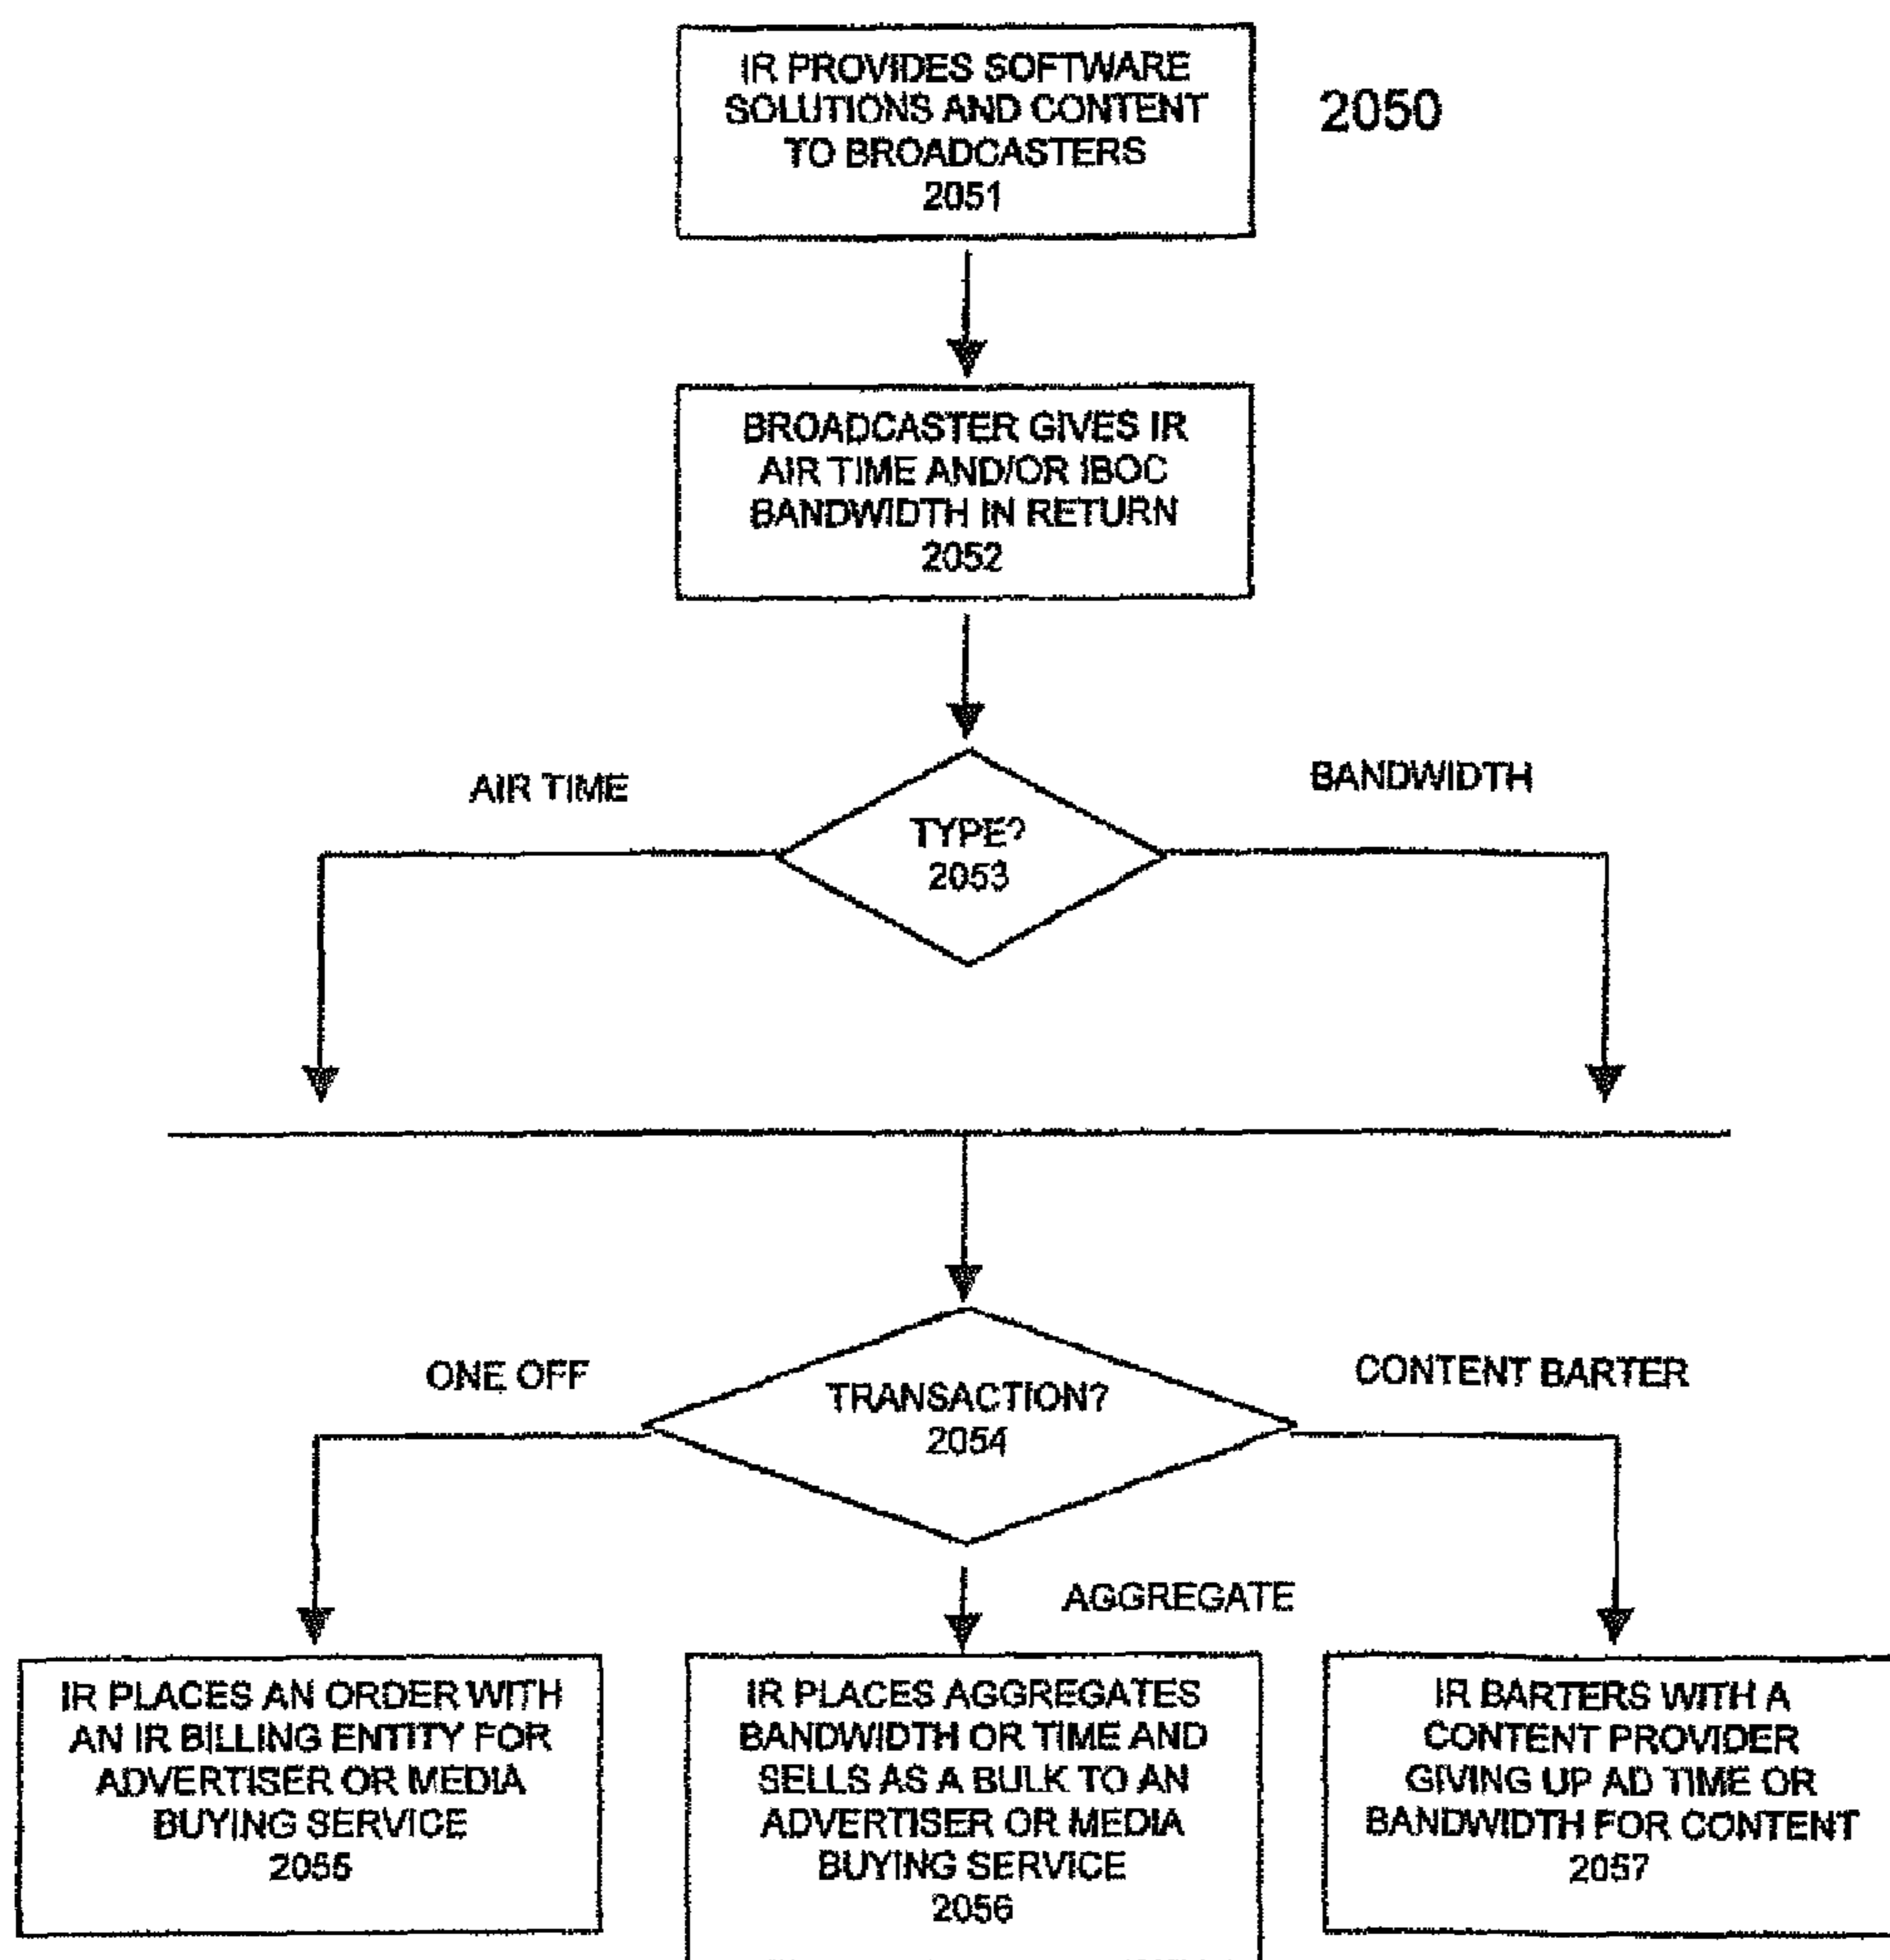 IR PROVIDES SOFTWARE
SOLUTIONS AND CONTENT
TO BROADCASTERS
2051
2050
BROADCASTER GIVES IR
AIR TIME AND/OR IBOC
BANDWIDTH IN RETURN
2052
AIR TIME
BANDWIDTH
TYPE?
2053
ONE OFF
CONTENT BARTER
TRANSACTION?
2054
AGGREGATE
IR PLACES AN ORDER WITH
AN IR BILLING ENTITY FOR
ADVERTISER OR MEDIA
BUYING SERVICE
2055
IR PLACES AGGREGATES
BANDWIDTH OR TIME AND
SELLS AS A BULK TO AN
ADVERTISER OR MEDIA
BUYING SERVICE
2056
IR BARTERS WITH A
CONTENT PROVIDER
GIVING UP AD TIME OR
BANDWIDTH FOR CONTENT
2057